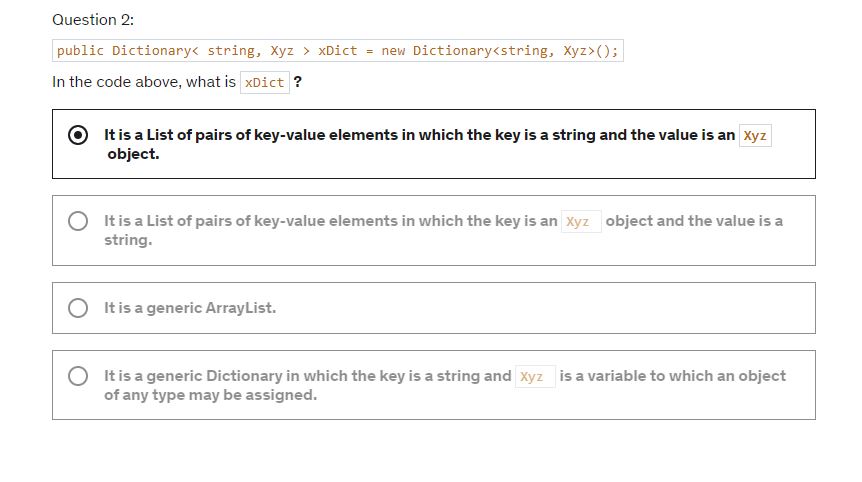 Question 2:
public Dictionary< string, Xyz > xDict = new Dictionary<string, Xyz>();
In the code above, what is xDict ?
It is a List of pairs of key-value elements in which the key is a string and the value is an Xyz
object.
It is a List of pairs of key-value elements in which the key is an Xyz object and the value is a
string.
It is a generic ArrayList.
It is a generic Dictionary in which the key is a string and Xyz is a variable to which an object
of any type may be assigned.